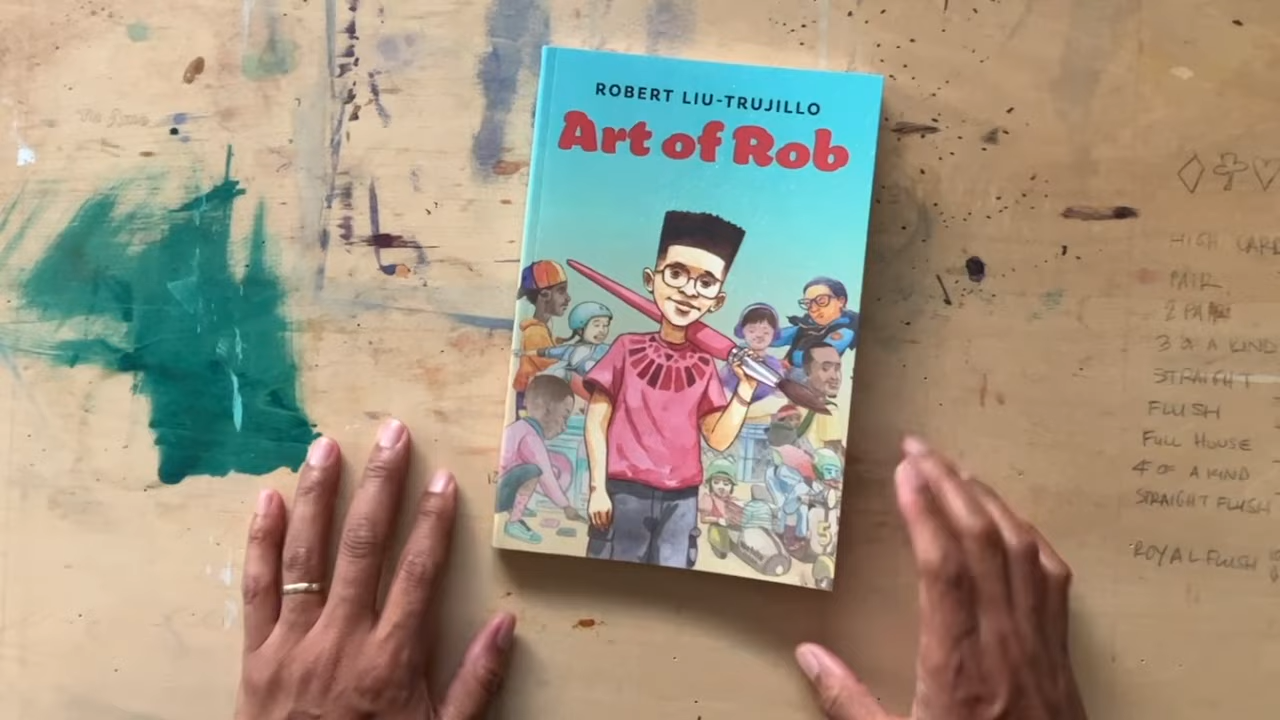 ROBERT LIU-TRUJILLO
Art of Rob
HIGH CARD
PAIR
2 PAIR
3 of A KIND
STRAIGHT
FLUSH
FULL HOUSE
4 OF A KIND
STRAIGHT FLUSH
ROYAL FLUSH